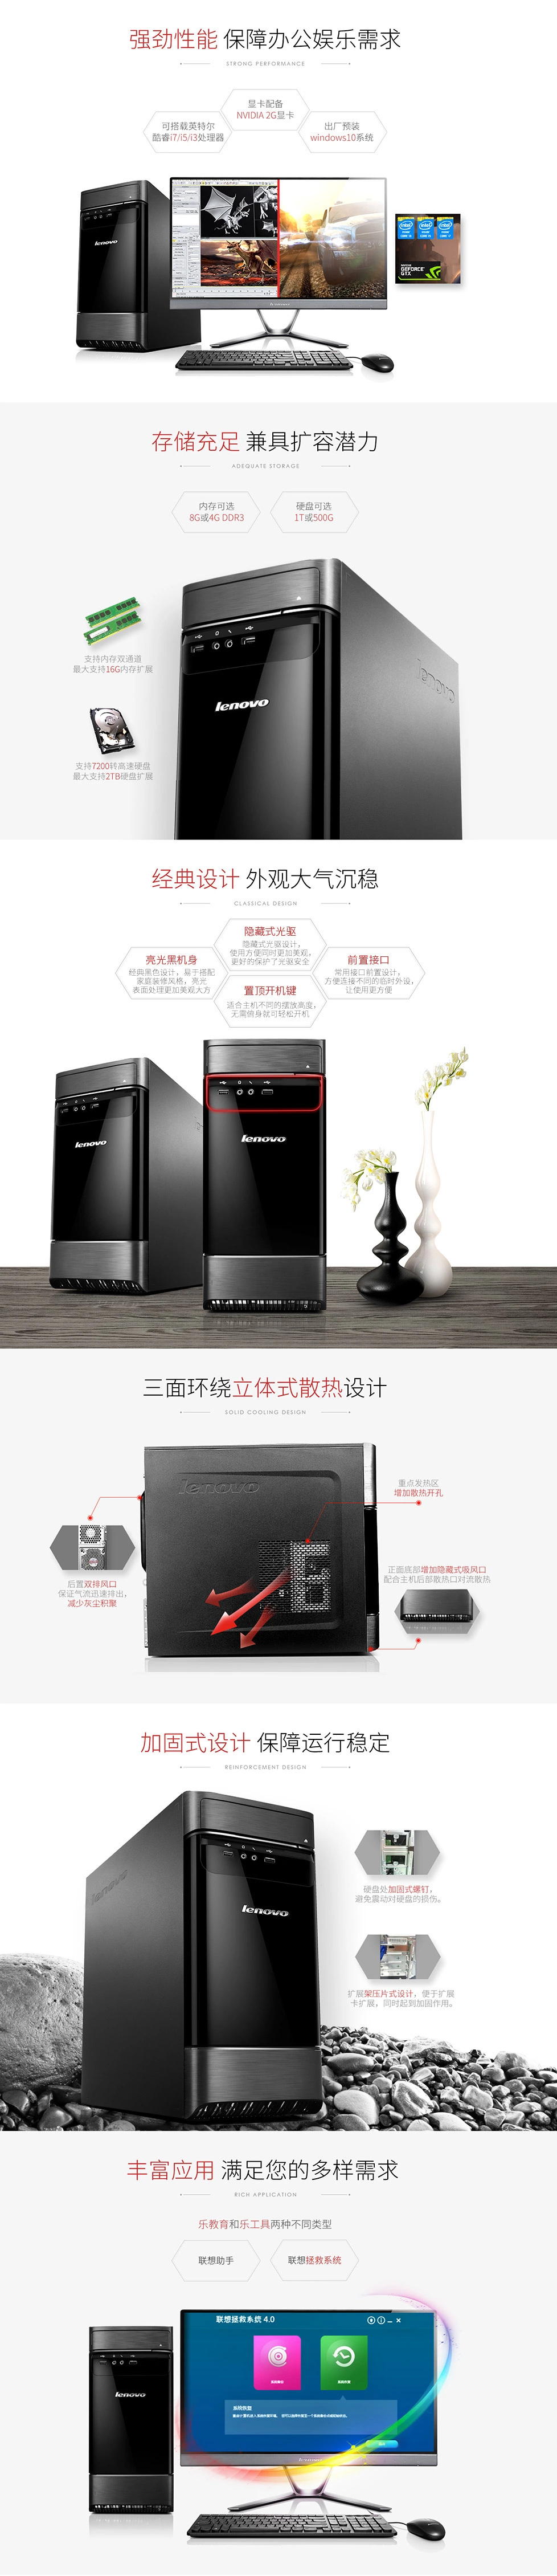 强劲性能 保障办公娱乐需求
STRONG PERFORMANCE
显卡配备
NVIDIA 2G显卡
可搭载英特尔
酷睿i7/i5/i3处理器
出厂预装
windows10系统
lenovo
GEFORCE
GTX
存储充足 兼具扩容潜力
ADEQUATE STORAGE
内存可选
8G或4G DDR3
硬盘可选
1T或500G
支持内存双通道
最大支持16G内存扩展
支持7200转高速硬盘
最大支持2TB硬盘扩展
lenovo
lenovo
经典设计 外观大气沉稳
CLASSICAL DESIGN
隐藏式光驱
隐藏式光驱设计，
使用方便同时更加美观，
更好的保护了光驱安全
亮光黑机身
经典黑色设计，易于搭配
家庭装修风格，亮光
表面处理更加美观大方
前置接口
常用接口前置设计，
方便连接不同的临时外设，
让使用更方便
置顶开机键
适合主机不同的摆放高度，
无需俯身就可轻松开机
lenovo
lenovo
三面环绕立体式散热设计
SOLID COOLING DESIGN
lenovo
重点发热区
增加散热开孔
后置双排风口
保证气流迅速排出，
减少灰尘积聚
正面底部增加隐藏式吸风口
配合主机后部散热口对流散热
加固式设计 保障运行稳定
REINFORCEMENT DESIGN
lenovo
lenovo
硬盘处加固式螺钉，
避免震动对硬盘的损伤。
扩展架压片式设计，便于扩展
卡扩展，同时起到加固作用。
丰富应用 满足您的多样需求
RICH APPLICATION
乐教育和乐工具两种不同类型
联想助手
联想拯救系统
联想拯救系统 4.0
系统恢复
lenovo